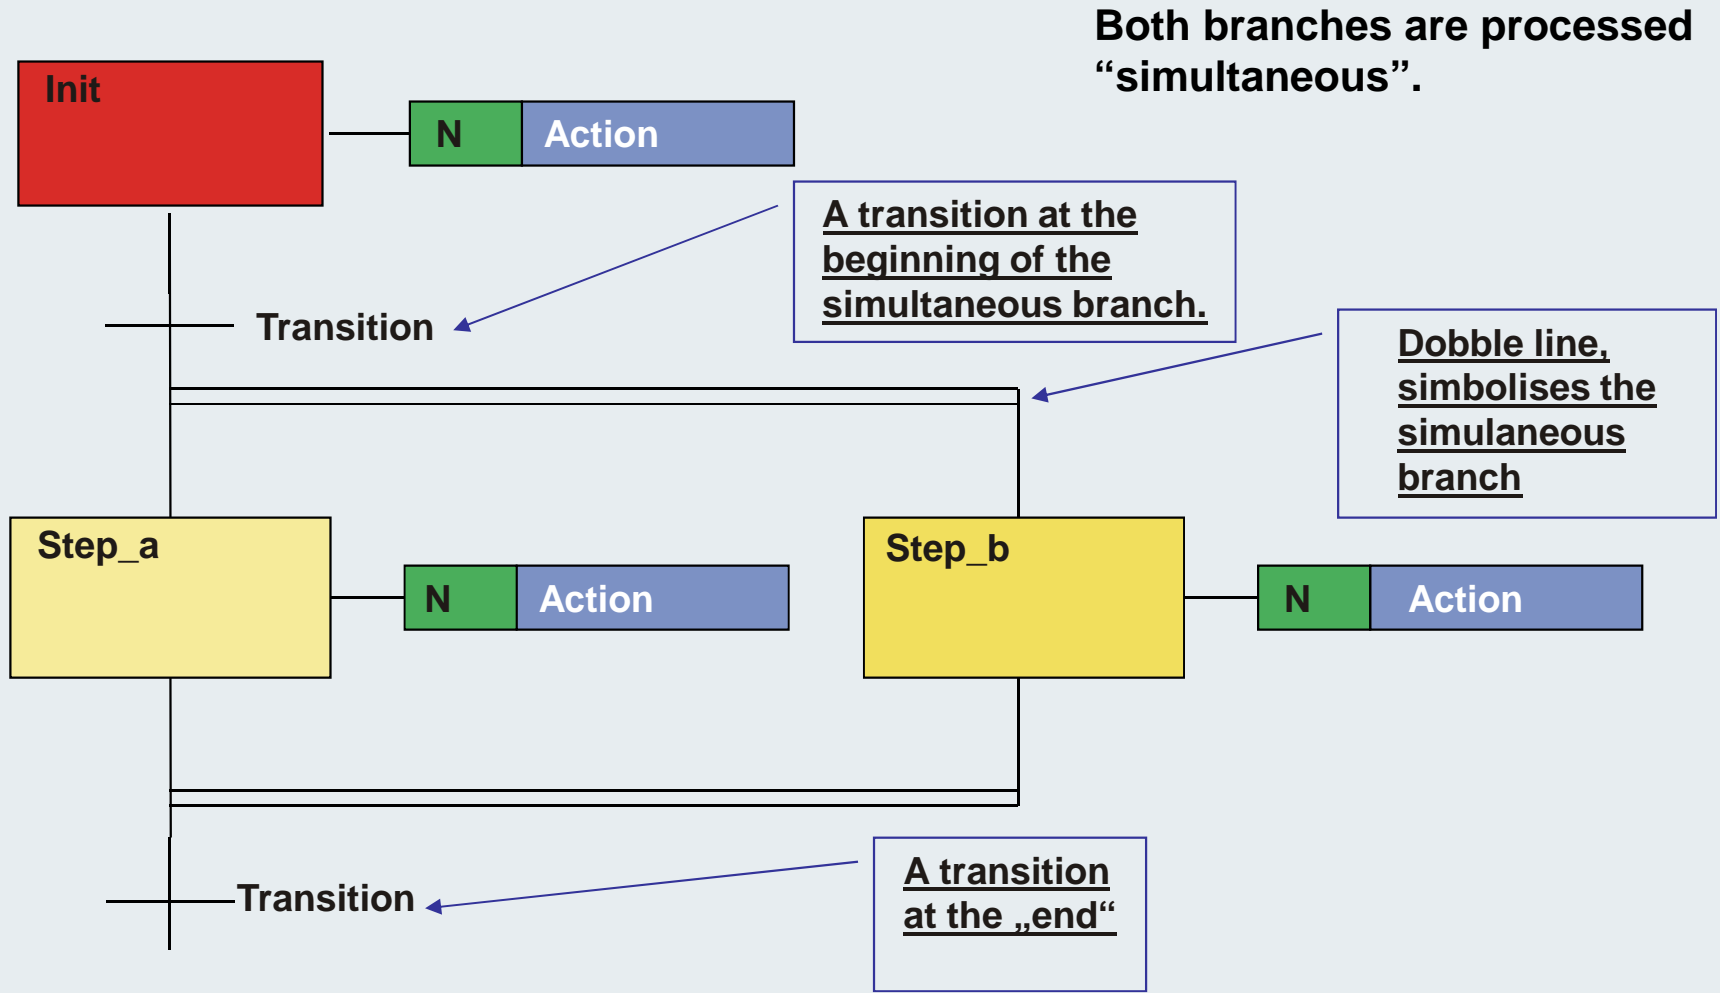 Both branches are processed
“simultaneous”.
Init
N Action
A transition at the
beginning of the
simultaneous branch.
Transition
Dobble line,
simbolises the
simulaneous
branch
Step_a
N Action
Step_b
N Action
A transition
at the „end“
Transition